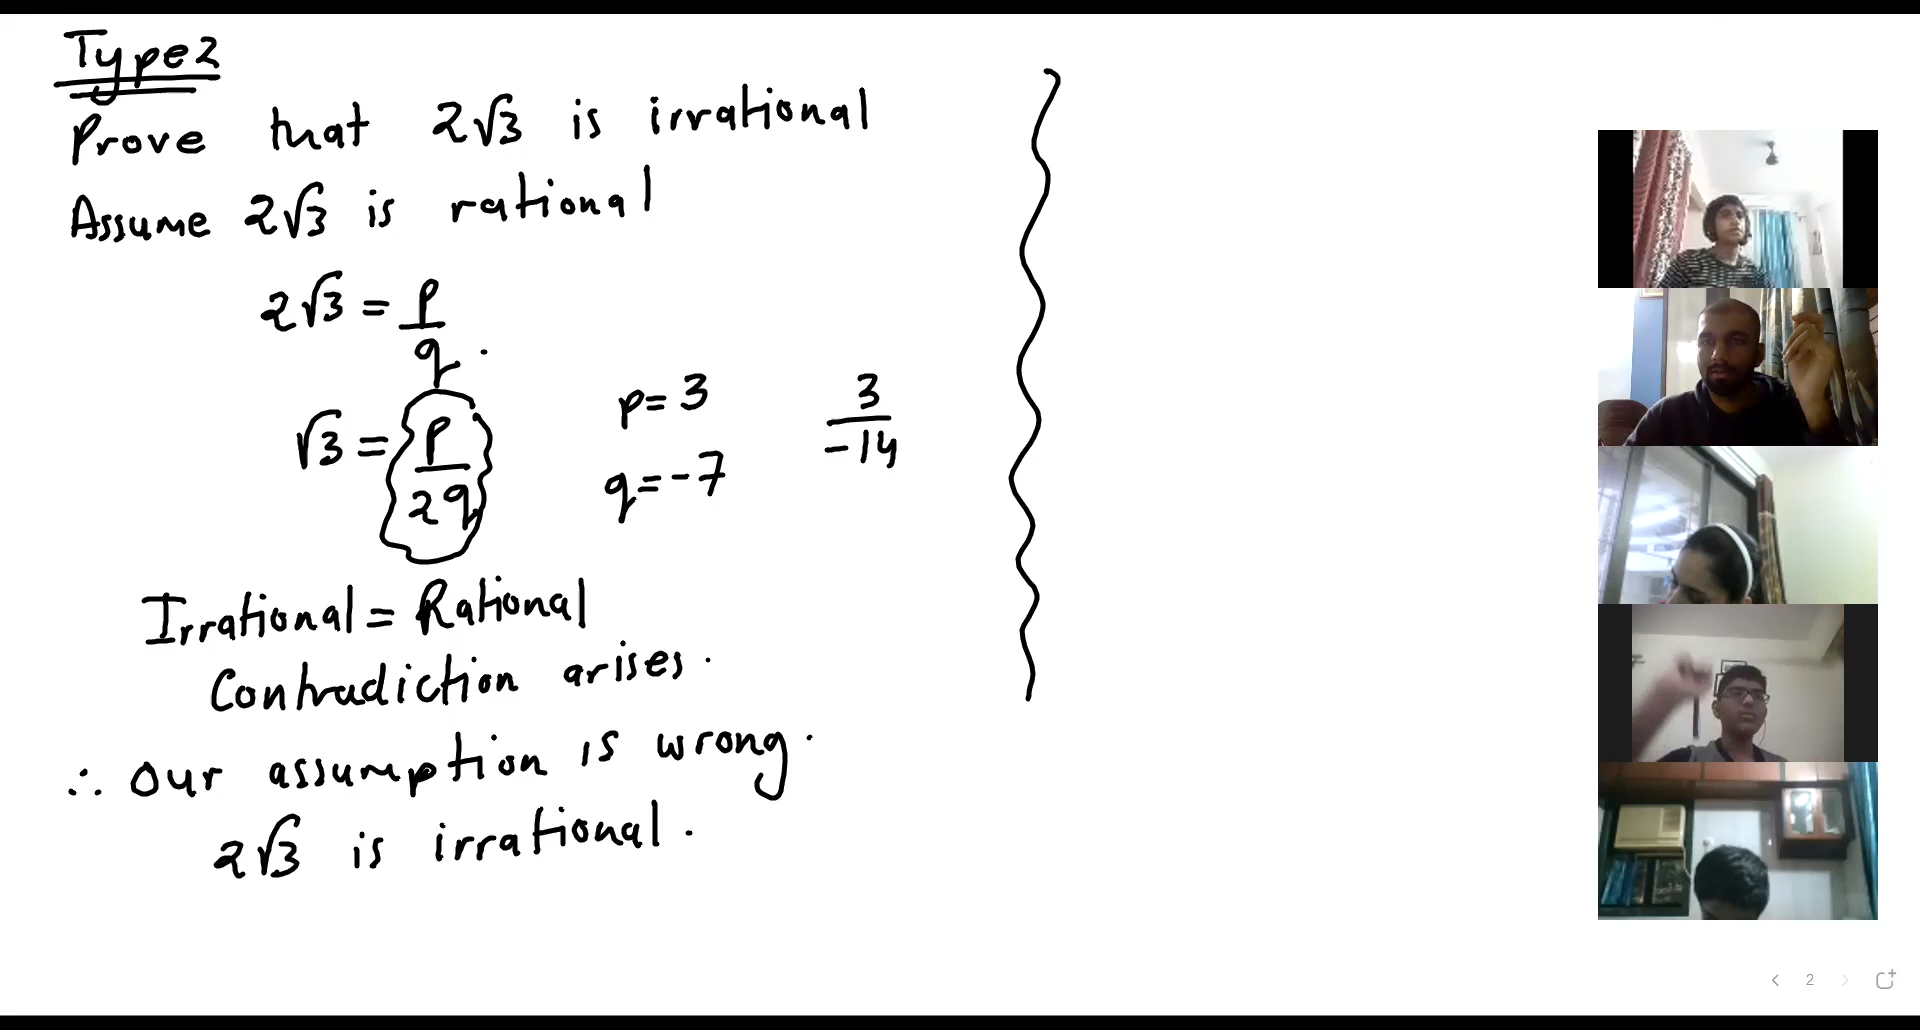 Type2
Prove that 2√3 is irrational
Assume 2√3 is rational
2√3 = p/q.
√3 = p/2q
p=3
q=-7
3/-14
Irrational = Rational
Contradiction arises.
∴ Our assumption is wrong.
2√3 is irrational.
2